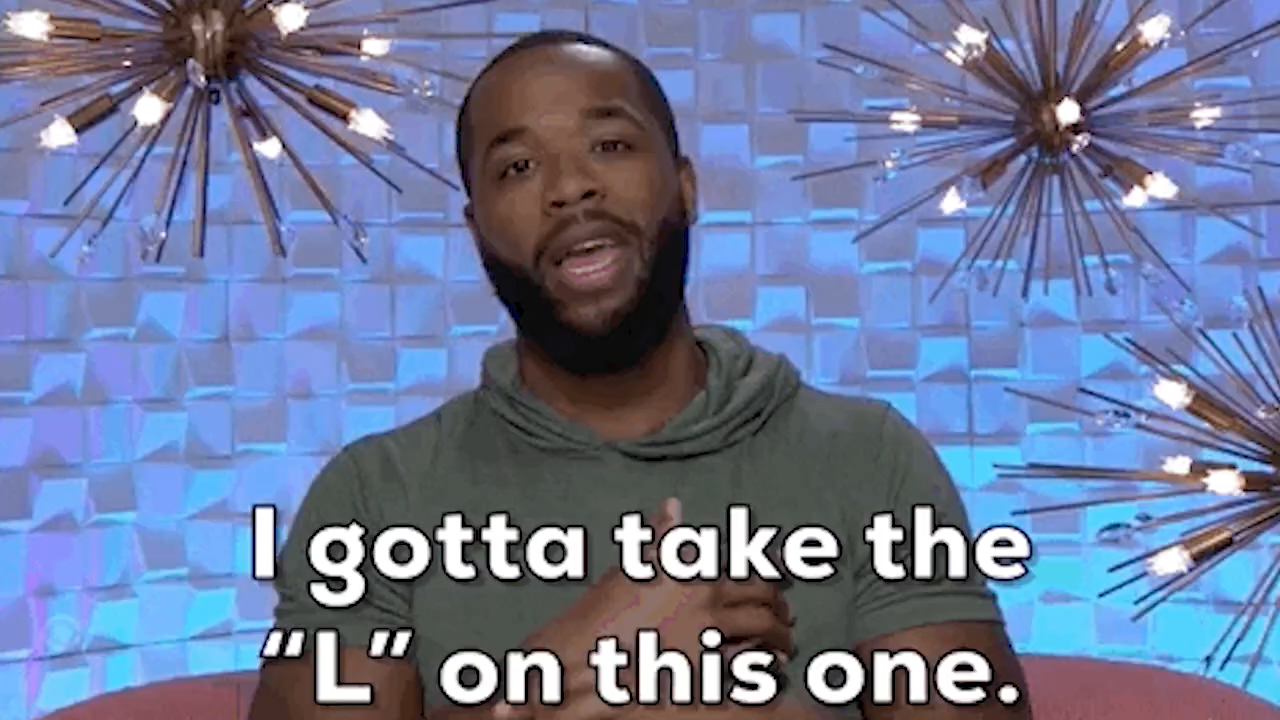 I gotta take the
“L” on this one.